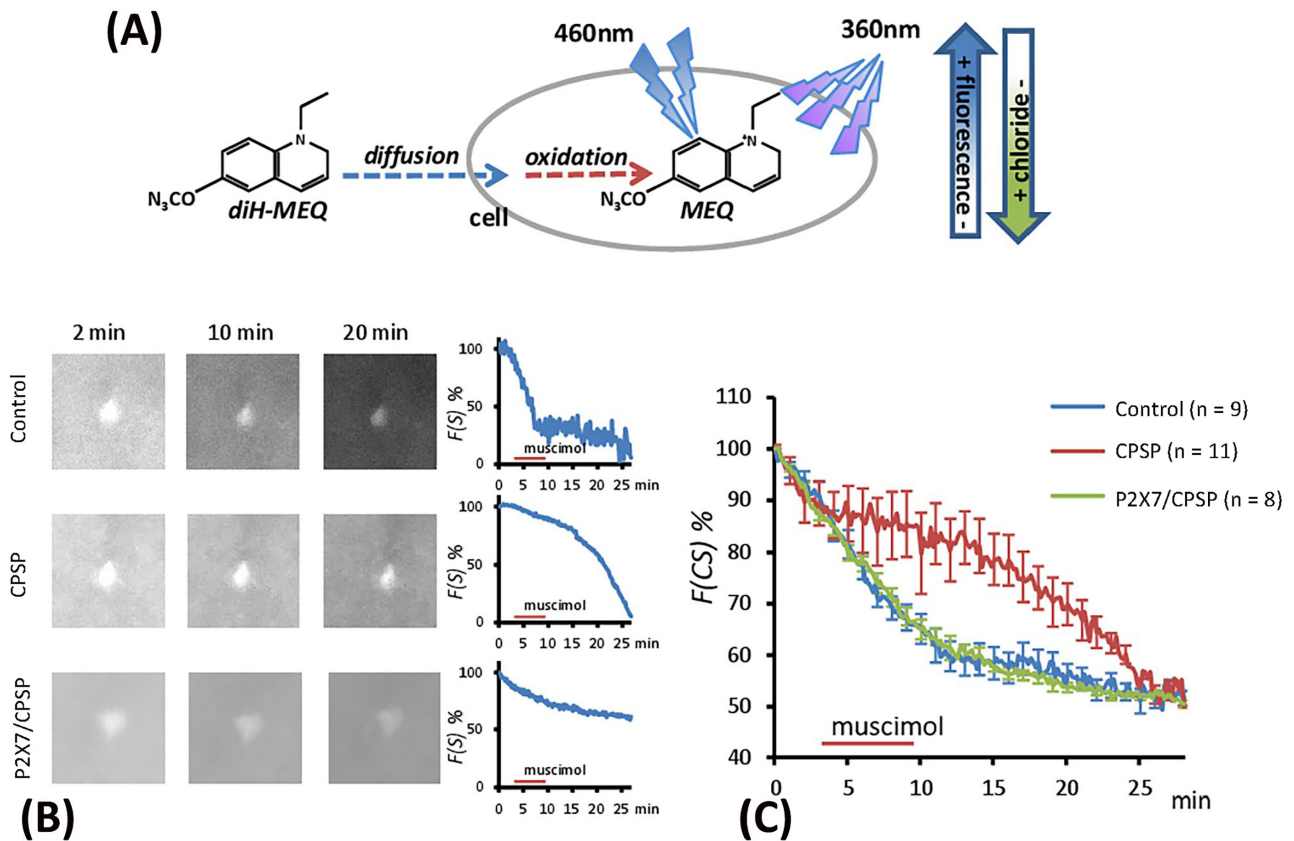 (A)
460nm
360nm
+ fluorescence -
+ chloride -
N
diffusion
oxidation
N
+
N₃CO
diH-MEQ
cell
N₃CO
MEQ
2 min
10 min
20 min
Control
F(S) %
100
50
0
muscimol
0 5 10 15 20 25 min
CPSP
F(S) %
100
50
0
muscimol
0 5 10 15 20 25 min
P2X7/CPSP
F(S) %
100
50
0
muscimol
0 5 10 15 20 25 min
(B)
F(CS) %
110
100
90
80
70
60
50
40
Control (n = 9)
CPSP (n = 11)
P2X7/CPSP (n = 8)
muscimol
0 5 10 15 20 25 min
(C)